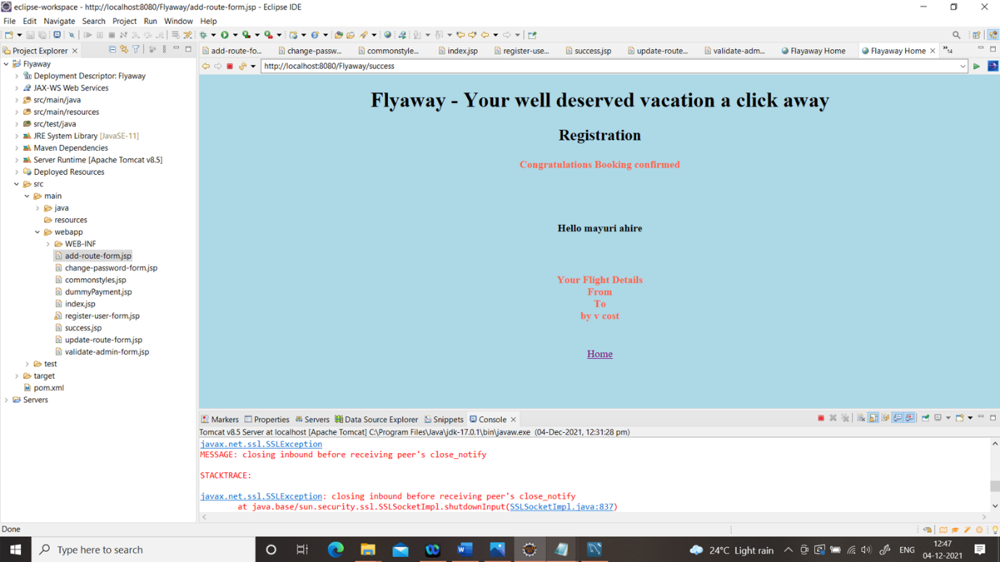 eclipse-workspace - http://localhost:8080/Flyaway/add-route-form.jsp - Eclipse IDE
File Edit Navigate Search Project Run Window Help
Project Explorer
add-route-fo... change-passw... commonstyle... index.jsp register-use... success.jsp update-route... validate-adm... Flayaway Home Flayaway Home »14
http://localhost:8080/Flyaway/success
Flyaway
Deployment Descriptor: Flyaway
JAX-WS Web Services
src/main/java
src/main/resources
src/test/java
JRE System Library [JavaSE-11]
Maven Dependencies
Server Runtime [Apache Tomcat v8.5]
Deployed Resources
src
main
java
resources
webapp
WEB-INF
add-route-form.jsp
change-password-form.jsp
commonstyles.jsp
dummyPayment.jsp
index.jsp
register-user-form.jsp
success.jsp
update-route-form.jsp
validate-admin-form.jsp
test
target
pom.xml
Servers
Flyaway - Your well deserved vacation a click away
Registration
Congratulations Booking confirmed
Hello mayuri ahire
Your Flight Details
From
To
by v cost
Home
Markers Properties Servers Data Source Explorer Snippets Console
Tomcat v8.5 Server at localhost [Apache Tomcat] C:\Program Files\Java\jdk-17.0.1\bin\javaw.exe (04-Dec-2021, 12:31:28 pm)
javax.net.ssl.SSLException
MESSAGE: closing inbound before receiving peer's close_notify
STACKTRACE:
javax.net.ssl.SSLException: closing inbound before receiving peer's close_notify
at java.base/sun.security.ssl.SSLSocketImpl.shutdownInput(SSLSocketImpl.java:837)
Done
Type here to search
24°C Light rain
ENG
12:47
04-12-2021